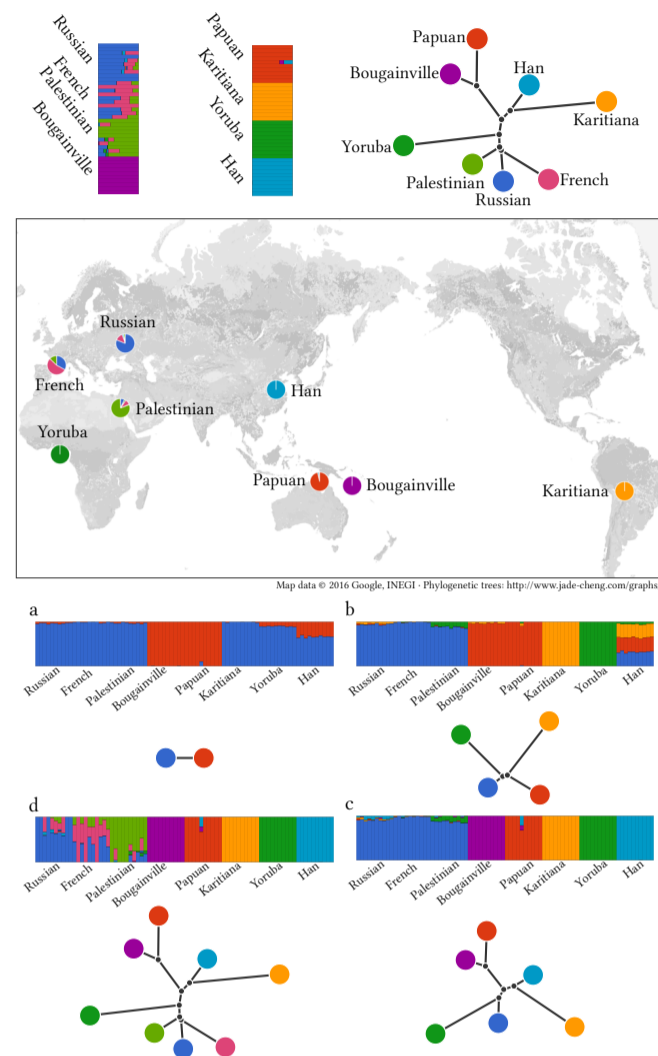 Russian
French
Palestinian
Bougainville
Papuan
Karitiana
Yoruba
Han
Papuan
Bougainville
Han
Karitiana
Yoruba
Palestinian
French
Russian
Russian
French
Palestinian
Han
Yoruba
Papuan
Bougainville
Karitiana
Map data © 2016 Google, INEGI · Phylogenetic trees: http://www.jade-cheng.com/graphs
a
Russian French Palestinian Bougainville Papuan Karitiana Yoruba Han
b
Russian French Palestinian Bougainville Papuan Karitiana Yoruba Han
d
Russian French Palestinian Bougainville Papuan Karitiana Yoruba Han
c
Russian French Palestinian Bougainville Papuan Karitiana Yoruba Han